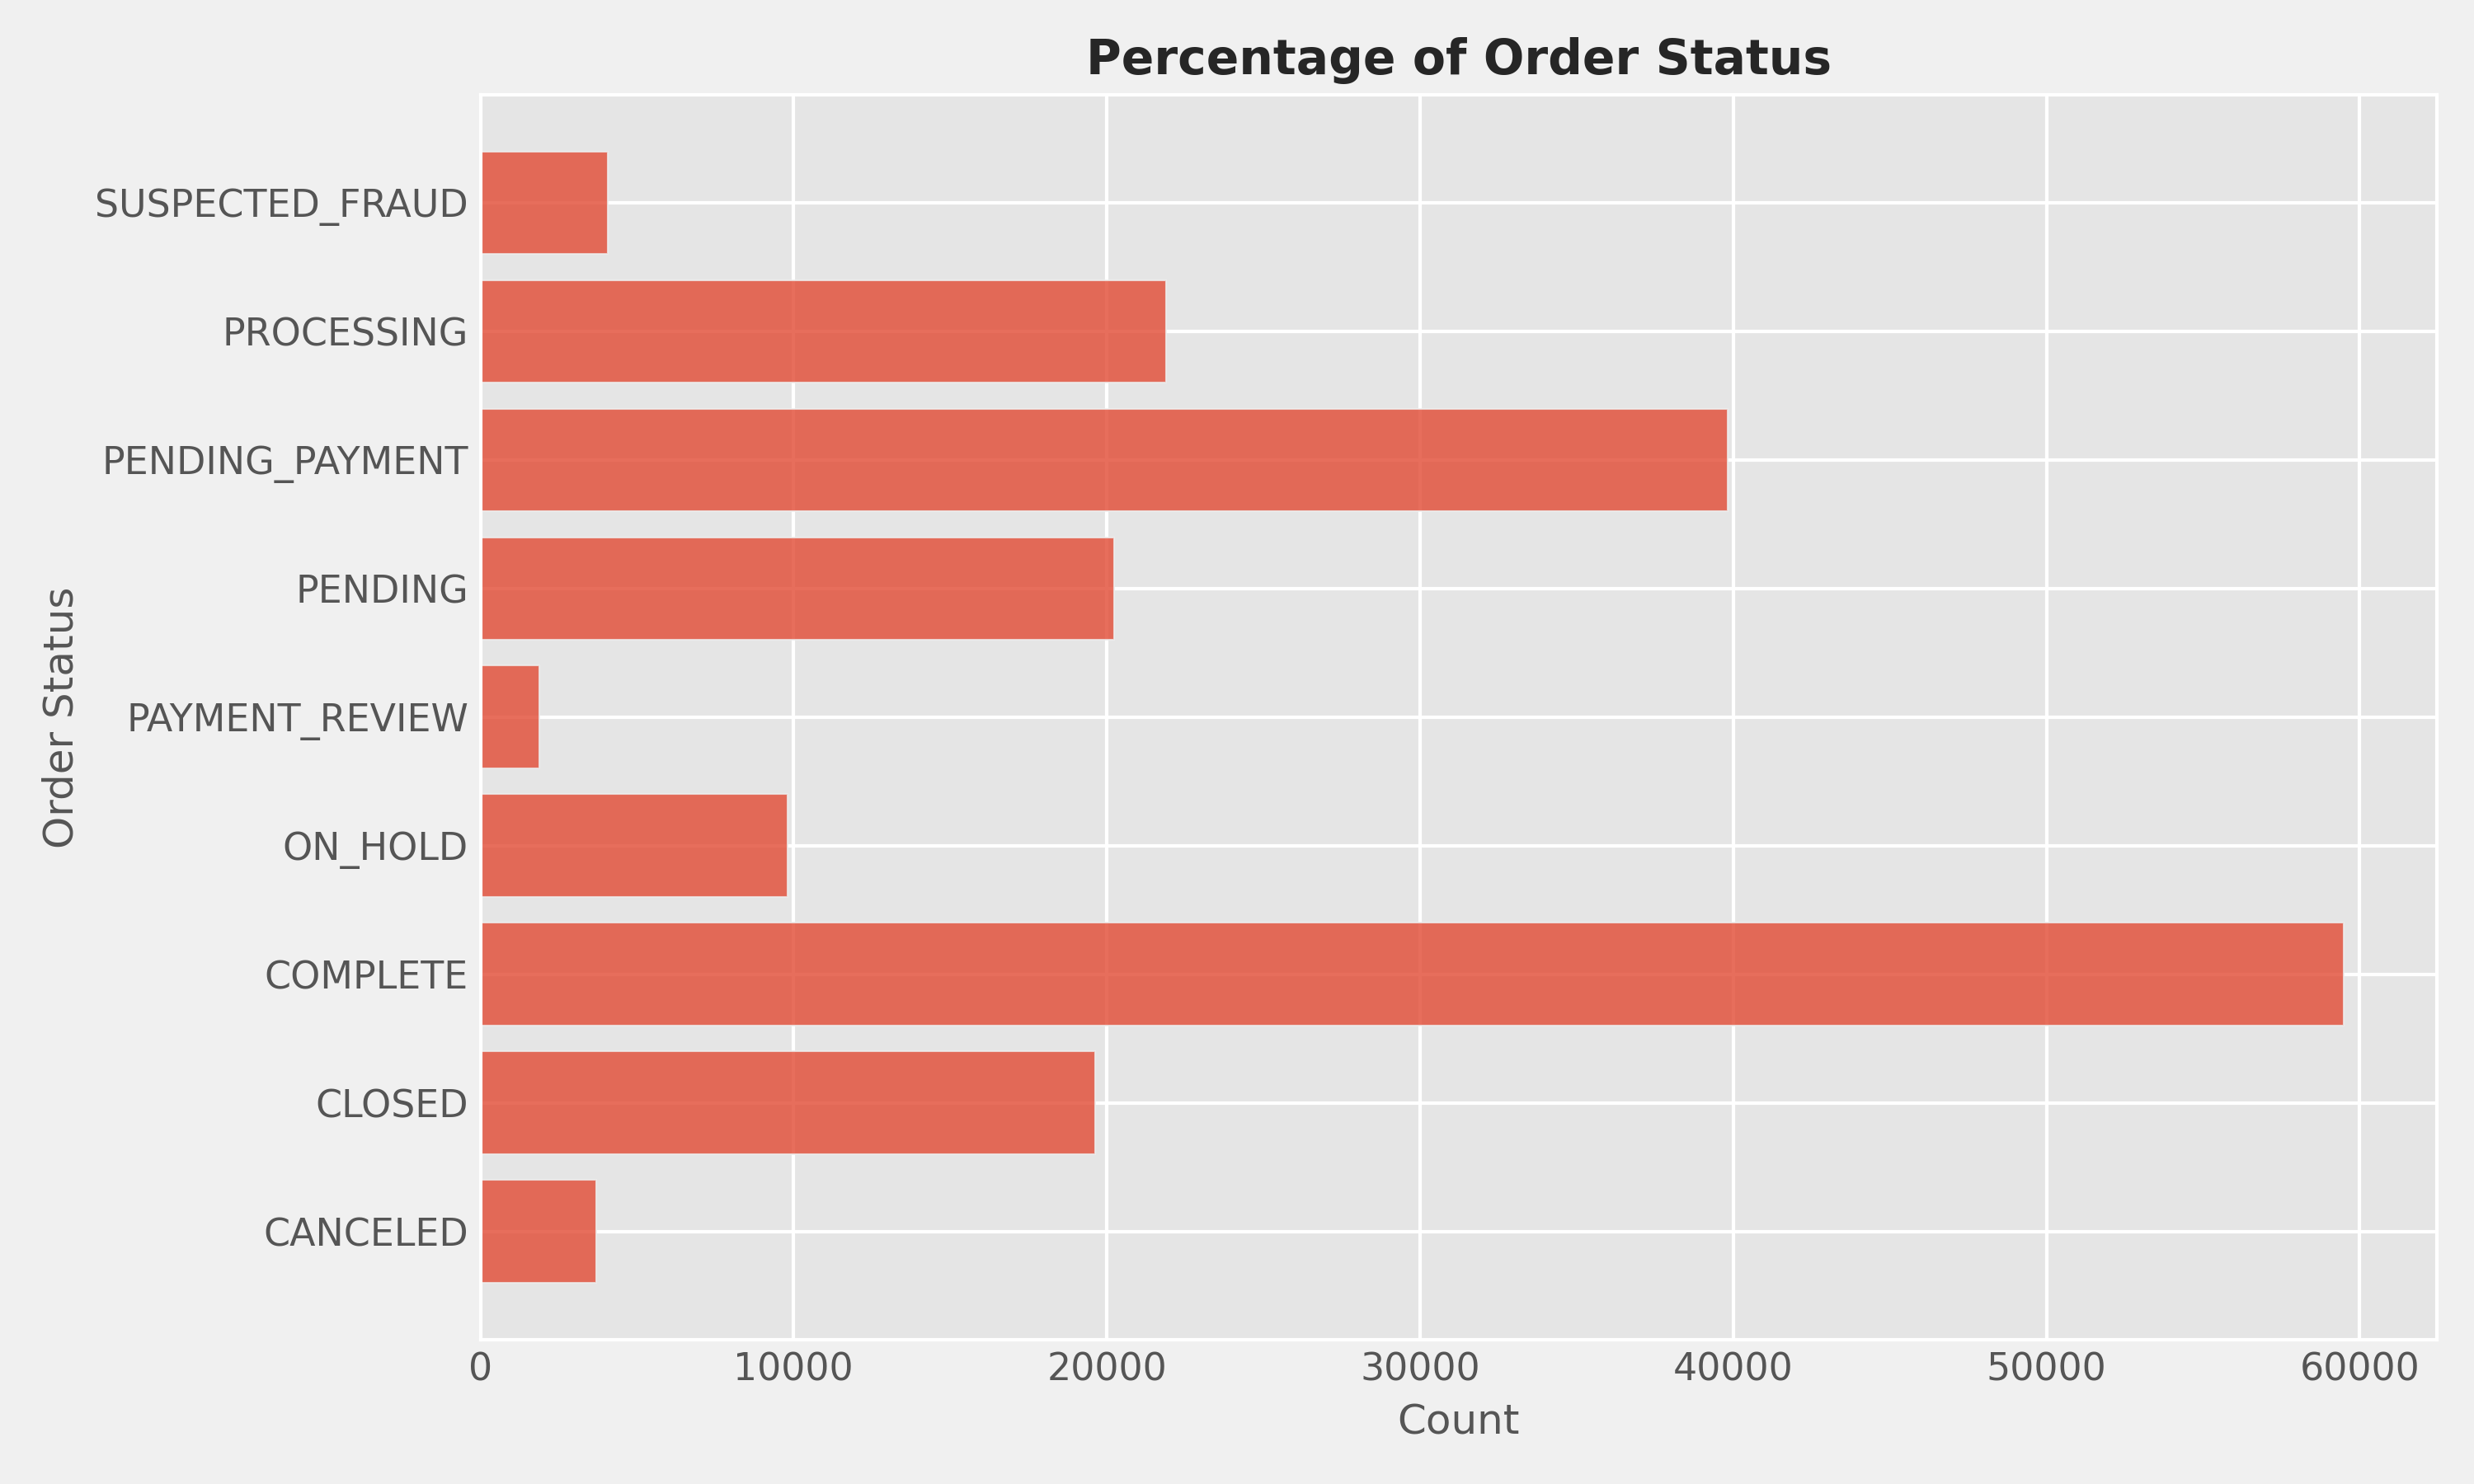 Percentage of Order Status
SUSPECTED_FRAUD
PROCESSING
PENDING_PAYMENT
PENDING
PAYMENT_REVIEW
ON_HOLD
COMPLETE
CLOSED
CANCELED
Order Status
0 10000 20000 30000 40000 50000 60000
Count